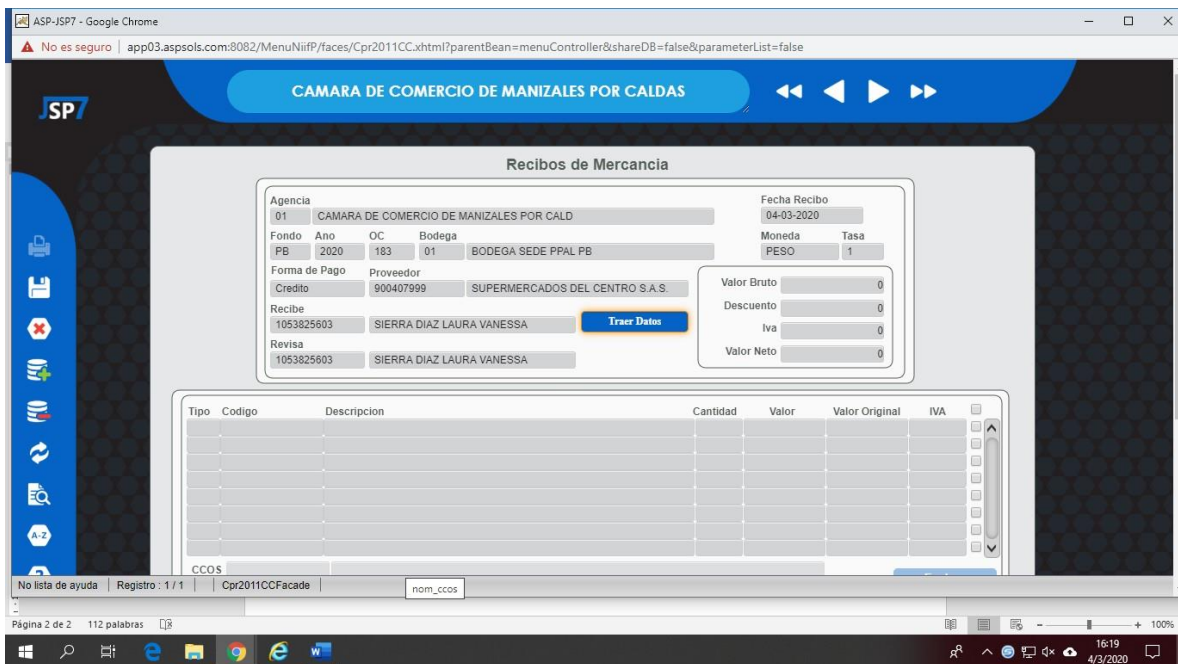 ASP-JSP7 - Google Chrome
No es seguro | app03.aspsols.com:8082/MenuNiifP/faces/Cpr2011CC.xhtml?parentBean=menuController&shareDB=false&parameterList=false
JSP7
CAMARA DE COMERCIO DE MANIZALES POR CALDAS
Recibos de Mercancia
Agencia Fecha Recibo
01 CAMARA DE COMERCIO DE MANIZALES POR CALD 04-03-2020
Fondo Ano OC Bodega Moneda Tasa
PB 2020 183 01 BODEGA SEDE PPAL PB PESO 1
Forma de Pago Proveedor Valor Bruto 0
Credito 900407999 SUPERMERCADOS DEL CENTRO S.A.S.
Recibe Descuento 0
1053825603 SIERRA DIAZ LAURA VANESSA Traer Datos Iva 0
Revisa Valor Neto 0
1053825603 SIERRA DIAZ LAURA VANESSA
Tipo Codigo Descripcion Cantidad Valor Valor Original IVA
A-Z
CCOS
No lista de ayuda | Registro : 1 / 1 | | Cpr2011CCFacade |
nom_ccos
Página 2 de 2 112 palabras 100%
16:19
4/3/2020